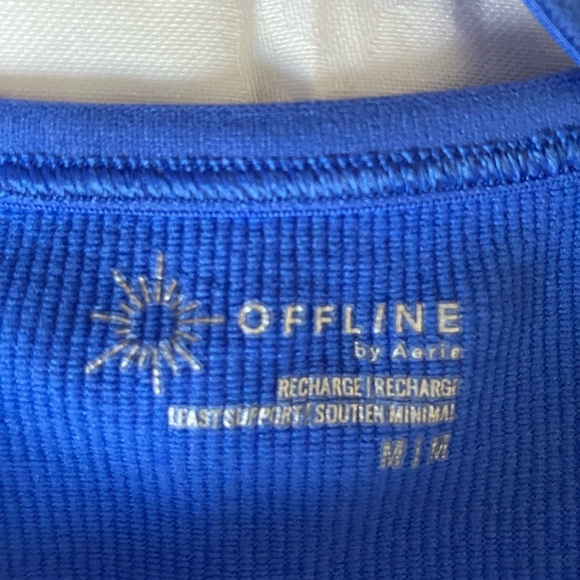 OFFLINE
by Aerie
RECHARGE | RECHARGE
LEAST SUPPORT | SOUTIEN MINIMAL
M | M